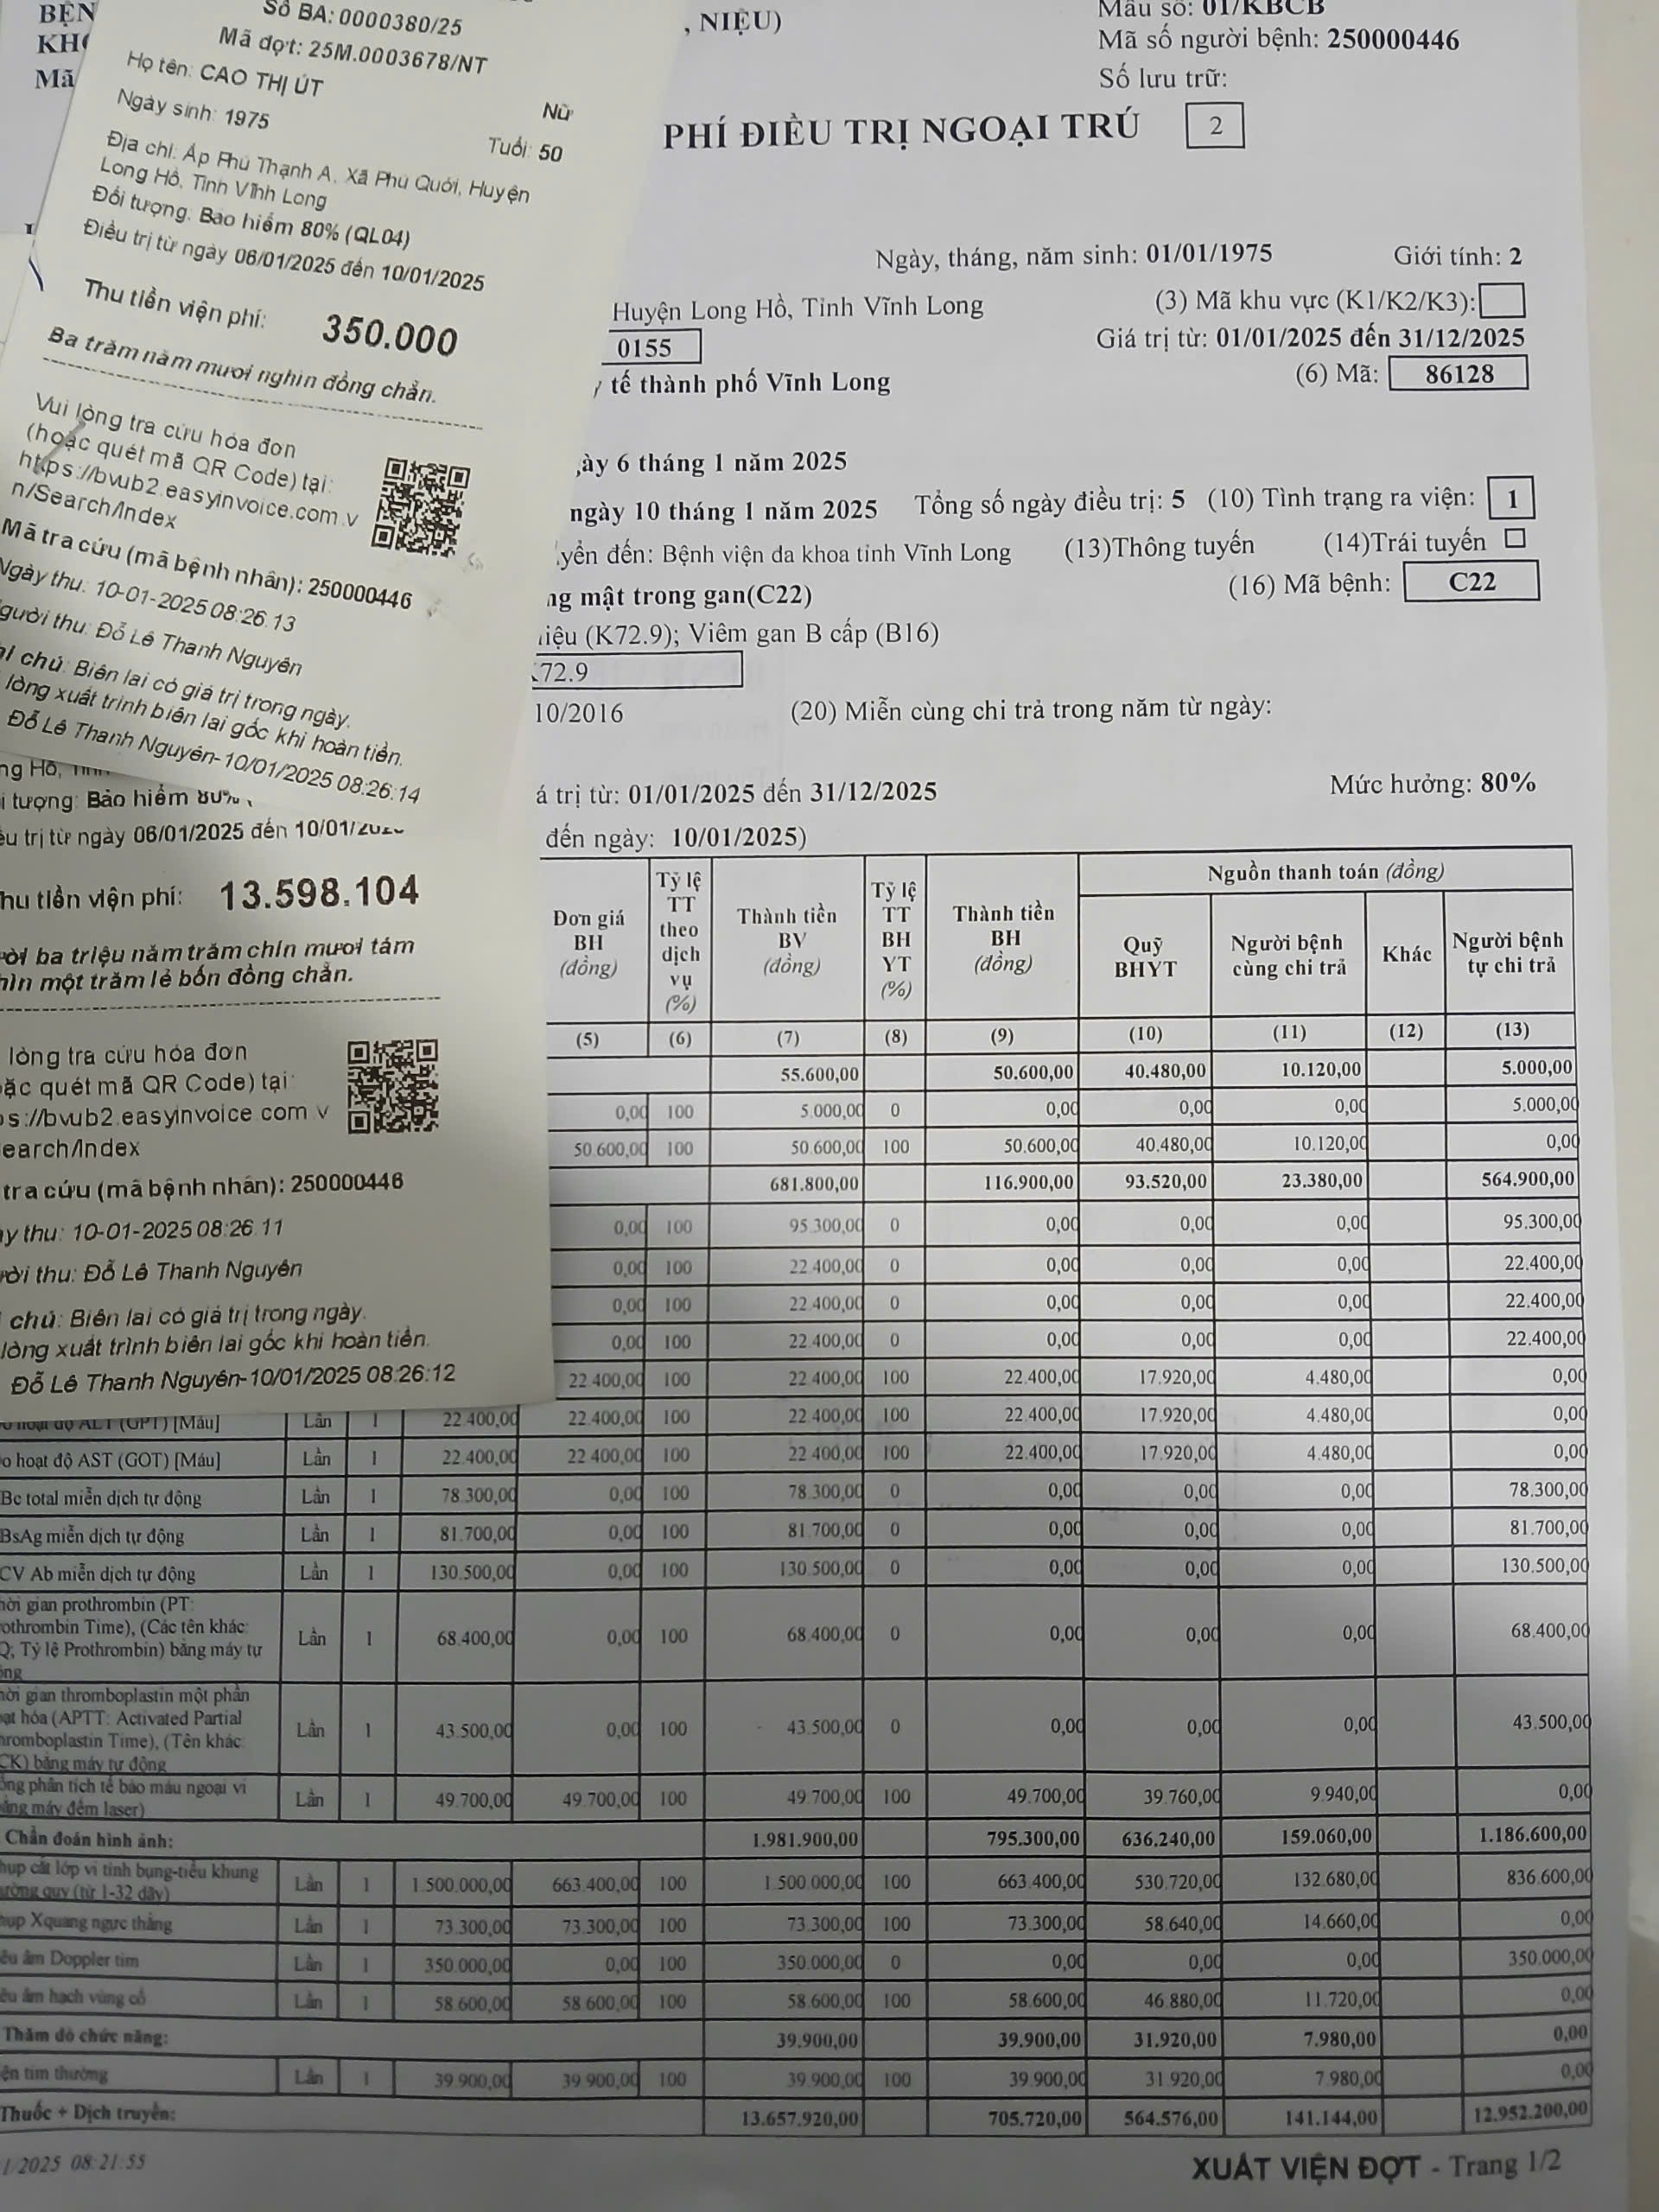 Số BA: 0000380/25
Mã đợt: 25M.0003678/NT
Họ tên: CAO THỊ ÚT
Nữ
Ngày sinh: 1975
Tuổi: 50
Địa chỉ: Ấp Phú Thạnh A, Xã Phú Quới, Huyện
Long Hồ, Tỉnh Vĩnh Long
Đối tượng: Bảo hiểm 80% (QL04)
Điều trị từ ngày 06/01/2025 đến 10/01/2025
Thu tiền viện phí: 350.000
Ba trăm năm mươi nghìn đồng chẵn.
Vui lòng tra cứu hóa đơn
(hoặc quét mã QR Code) tại:
https://bvub2.easyinvoice.com.v
n/Search/Index
Mã tra cứu (mã bệnh nhân): 250000446
Ngày thu: 10-01-2025 08:26:13
gười thu: Đỗ Lê Thanh Nguyên
chú: Biên lai có giá trị trong ngày.
lòng xuất trình biên lai gốc khi hoàn tiền.
Đỗ Lê Thanh Nguyên-10/01/2025 08:26:14
ng Hồ,
i tượng: Bảo hiểm 80%
ều trị từ ngày 06/01/2025 đến 10/01/
hu tiền viện phí: 13.598.104
ười ba triệu năm trăm chín mươi tám
hìn một trăm lẻ bốn đồng chẵn.
lòng tra cứu hóa đơn
ặc quét mã QR Code) tại:
ps://bvub2.easyinvoice.com.v
earch/Index
tra cứu (mã bệnh nhân): 250000446
y thu: 10-01-2025 08:26:11
ười thu: Đỗ Lê Thanh Nguyên
chú: Biên lai có giá trị trong ngày.
lòng xuất trình biên lai gốc khi hoàn tiền.
Đỗ Lê Thanh Nguyên-10/01/2025 08:26:12
BỆN
KHO
Mã
, NIỆU)
Mẫu số: 01/KBCB
Mã số người bệnh: 250000446
Số lưu trữ:
PHÍ ĐIỀU TRỊ NGOẠI TRÚ 2
Ngày, tháng, năm sinh: 01/01/1975 Giới tính: 2
Huyện Long Hồ, Tỉnh Vĩnh Long (3) Mã khu vực (K1/K2/K3):
0155 Giá trị từ: 01/01/2025 đến 31/12/2025
tế thành phố Vĩnh Long (6) Mã: 86128
ày 6 tháng 1 năm 2025
ngày 10 tháng 1 năm 2025 Tổng số ngày điều trị: 5 (10) Tình trạng ra viện: 1
yển đến: Bệnh viện đa khoa tỉnh Vĩnh Long (13)Thông tuyến (14)Trái tuyến
ng mật trong gan(C22) (16) Mã bệnh: C22
iệu (K72.9); Viêm gan B cấp (B16)
72.9
10/2016 (20) Miễn cùng chi trả trong năm từ ngày:
á trị từ: 01/01/2025 đến 31/12/2025 Mức hưởng: 80%
đến ngày: 10/01/2025)
Đơn giá BH (đồng) Tỷ lệ TT theo dịch vụ (%) Thành tiền BV (đồng) Tỷ lệ TT BH YT (%) Thành tiền BH (đồng) Nguồn thanh toán (đồng)
Quỹ BHYT Người bệnh cùng chi trả Khác Người bệnh tự chi trả
(5) (6) (7) (8) (9) (10) (11) (12) (13)
55.600,00 50.600,00 40.480,00 10.120,00 5.000,00
0,00 100 5.000,00 0 0,00 0,00 0,00 5.000,00
50.600,00 100 50.600,00 100 50.600,00 40.480,00 10.120,00 0,00
681.800,00 116.900,00 93.520,00 23.380,00 564.900,00
0,00 100 95.300,00 0 0,00 0,00 0,00 95.300,00
0,00 100 22.400,00 0 0,00 0,00 0,00 22.400,00
0,00 100 22.400,00 0 0,00 0,00 0,00 22.400,00
0,00 100 22.400,00 0 0,00 0,00 0,00 22.400,00
22.400,00 100 22.400,00 100 22.400,00 17.920,00 4.480,00 0,00
o hoạt độ ALT (GPT) [Máu] Lần 1 22.400,00 22.400,00 100 22.400,00 100 22.400,00 17.920,00 4.480,00 0,00
o hoạt độ AST (GOT) [Máu] Lần 1 22.400,00 22.400,00 100 22.400,00 100 22.400,00 17.920,00 4.480,00 0,00
Bc total miễn dịch tự động Lần 1 78.300,00 0,00 100 78.300,00 0 0,00 0,00 0,00 78.300,00
BsAg miễn dịch tự động Lần 1 81.700,00 0,00 100 81.700,00 0 0,00 0,00 0,00 81.700,00
CV Ab miễn dịch tự động Lần 1 130.500,00 0,00 100 130.500,00 0 0,00 0,00 0,00 130.500,00
hời gian prothrombin (PT:
othrombin Time), (Các tên khác:
Q; Tỷ lệ Prothrombin) bằng máy tự
ộng Lần 1 68.400,00 0,00 100 68.400,00 0 0,00 0,00 0,00 68.400,00
hời gian thromboplastin một phần
ạt hóa (APTT: Activated Partial
hromboplastin Time), (Tên khác:
CK) bằng máy tự động Lần 1 43.500,00 0,00 100 43.500,00 0 0,00 0,00 0,00 43.500,00
ổng phân tích tế bào máu ngoại vi
ằng máy đếm laser) Lần 1 49.700,00 49.700,00 100 49.700,00 100 49.700,00 39.760,00 9.940,00 0,00
Chẩn đoán hình ảnh: 1.981.900,00 795.300,00 636.240,00 159.060,00 1.186.600,00
hụp cắt lớp vi tính bụng-tiểu khung
ường quy (từ 1-32 dãy) Lần 1 1.500.000,00 663.400,00 100 1.500.000,00 100 663.400,00 530.720,00 132.680,00 836.600,00
hụp Xquang ngực thẳng Lần 1 73.300,00 73.300,00 100 73.300,00 100 73.300,00 58.640,00 14.660,00 0,00
êu âm Doppler tim Lần 1 350.000,00 0,00 100 350.000,00 0 0,00 0,00 0,00 350.000,00
êu âm hạch vùng cổ Lần 1 58.600,00 58.600,00 100 58.600,00 100 58.600,00 46.880,00 11.720,00 0,00
Thăm dò chức năng: 39.900,00 39.900,00 31.920,00 7.980,00 0,00
ện tim thường Lần 1 39.900,00 39.900,00 100 39.900,00 100 39.900,00 31.920,00 7.980,00 0,00
Thuốc + Dịch truyền: 13.657.920,00 705.720,00 564.576,00 141.144,00 12.952.200,00
1/2025 08:21:55
XUẤT VIỆN ĐỢT - Trang 1/2